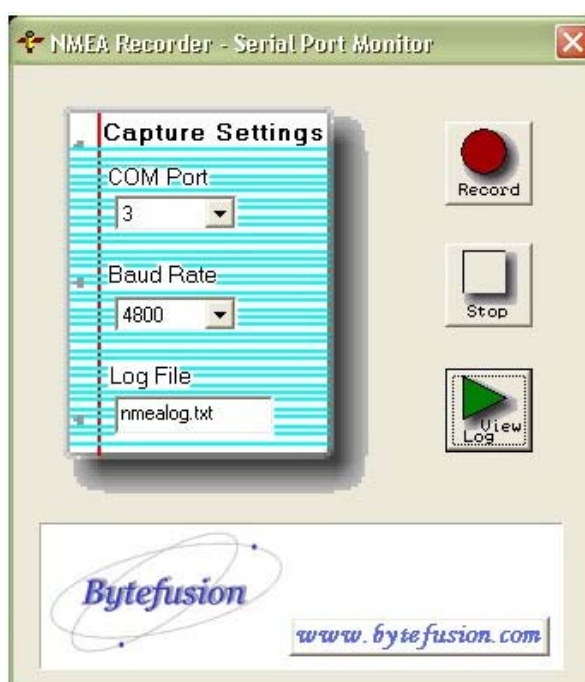 NMEA Recorder - Serial Port Monitor
Capture Settings
COM Port
3
Baud Rate
4800
Log File
nmealog.txt
Record
Stop
View
Log
Bytefusion
www.bytefusion.com